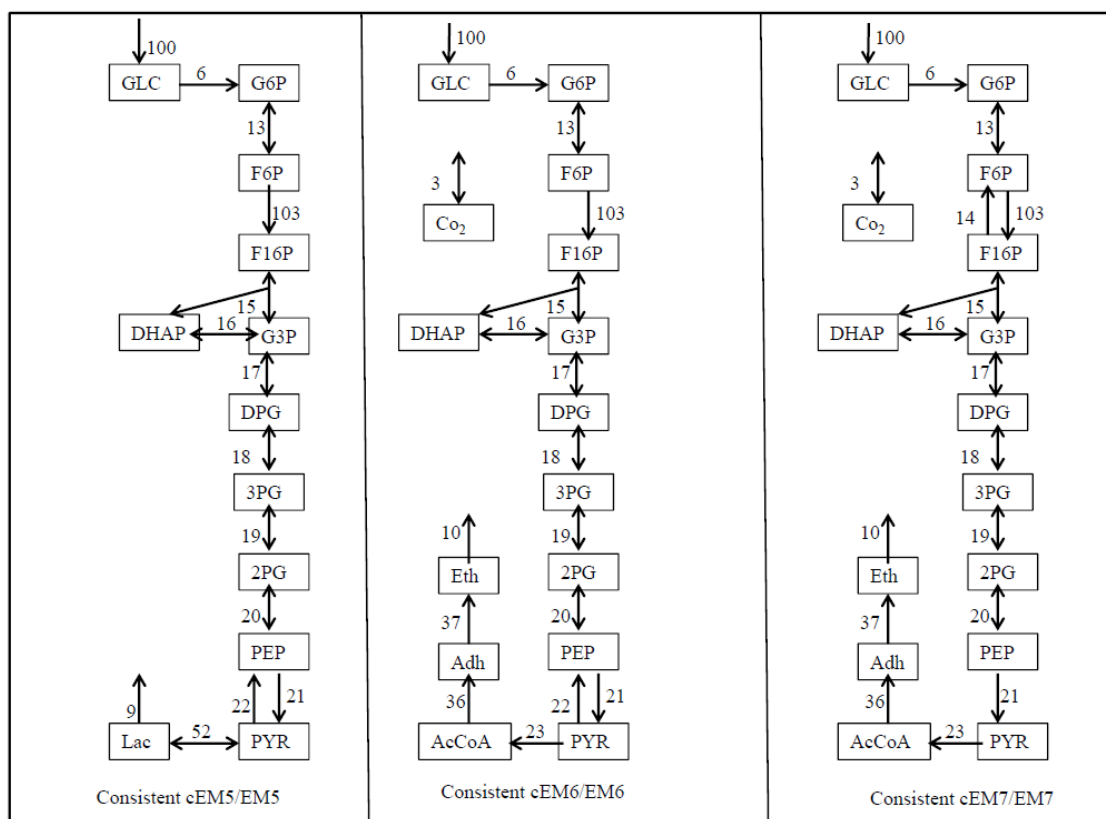 100
GLC
6
G6P
13
F6P
103
F16P
15
DHAP
16
G3P
17
DPG
18
3PG
19
2PG
20
PEP
22
21
9
Lac
52
PYR
Consistent cEM5/EM5
100
GLC
6
G6P
13
3
F6P
Co₂
103
F16P
15
DHAP
16
G3P
17
DPG
18
3PG
10
19
Eth
2PG
37
20
Adh
PEP
36
22
21
AcCoA
23
PYR
Consistent cEM6/EM6
100
GLC
6
G6P
13
3
F6P
Co₂
14
103
F16P
15
DHAP
16
G3P
17
DPG
18
3PG
10
19
Eth
2PG
37
20
Adh
PEP
36
21
AcCoA
23
PYR
Consistent cEM7/EM7